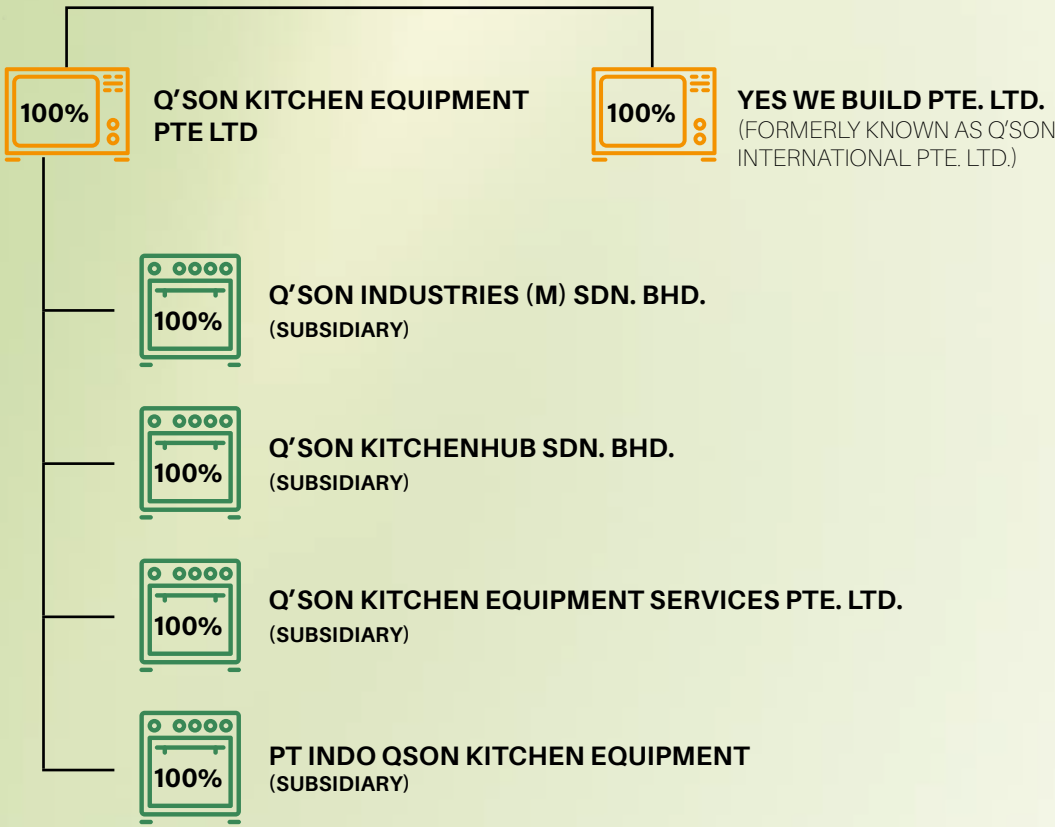 100%
Q'SON KITCHEN EQUIPMENT
PTE LTD
100%
YES WE BUILD PTE. LTD.
(FORMERLY KNOWN AS Q'SON
INTERNATIONAL PTE. LTD.)
100%
Q'SON INDUSTRIES (M) SDN. BHD.
(SUBSIDIARY)
100%
Q'SON KITCHENHUB SDN. BHD.
(SUBSIDIARY)
100%
Q'SON KITCHEN EQUIPMENT SERVICES PTE. LTD.
(SUBSIDIARY)
100%
PT INDO QSON KITCHEN EQUIPMENT
(SUBSIDIARY)